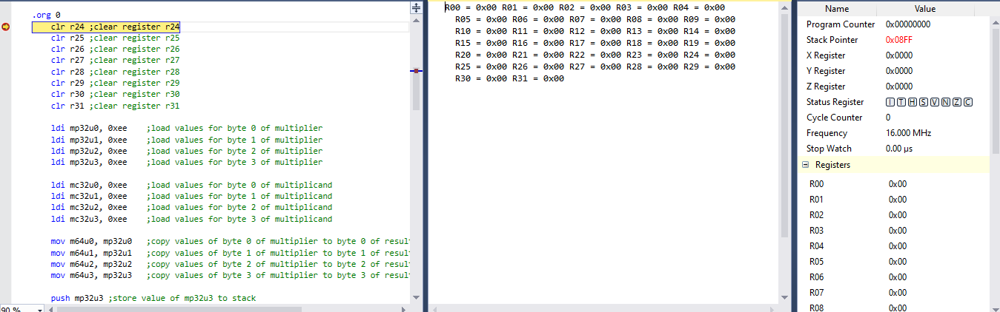 .org 0
clr r24 ;clear register r24
clr r25 ;clear register r25
clr r26 ;clear register r26
clr r27 ;clear register r27
clr r28 ;clear register r28
clr r29 ;clear register r29
clr r30 ;clear register r30
clr r31 ;clear register r31
ldi mp32u0, 0xee    ;load values for byte 0 of multiplier
ldi mp32u1, 0xee    ;load values for byte 1 of multiplier
ldi mp32u2, 0xee    ;load values for byte 2 of multiplier
ldi mp32u3, 0xee    ;load values for byte 3 of multiplier
ldi mc32u0, 0xee    ;load values for byte 0 of multiplicand
ldi mc32u1, 0xee    ;load values for byte 1 of multiplicand
ldi mc32u2, 0xee    ;load values for byte 2 of multiplicand
ldi mc32u3, 0xee    ;load values for byte 3 of multiplicand
mov m64u0, mp32u0   ;copy values of byte 0 of multiplier to byte 0 of resul
mov m64u1, mp32u1   ;copy values of byte 1 of multiplier to byte 1 of resul
mov m64u2, mp32u2   ;copy values of byte 2 of multiplier to byte 2 of resul
mov m64u3, mp32u3   ;copy values of byte 3 of multiplier to byte 3 of resul
push mp32u3 ;store value of mp32u3 to stack
90 %
R00 = 0x00 R01 = 0x00 R02 = 0x00 R03 = 0x00 R04 = 0x00
R05 = 0x00 R06 = 0x00 R07 = 0x00 R08 = 0x00 R09 = 0x00
R10 = 0x00 R11 = 0x00 R12 = 0x00 R13 = 0x00 R14 = 0x00
R15 = 0x00 R16 = 0x00 R17 = 0x00 R18 = 0x00 R19 = 0x00
R20 = 0x00 R21 = 0x00 R22 = 0x00 R23 = 0x00 R24 = 0x00
R25 = 0x00 R26 = 0x00 R27 = 0x00 R28 = 0x00 R29 = 0x00
R30 = 0x00 R31 = 0x00
Name Value
Program Counter 0x00000000
Stack Pointer 0x08FF
X Register 0x0000
Y Register 0x0000
Z Register 0x0000
Status Register I T H S V N Z C
Cycle Counter 0
Frequency 16.000 MHz
Stop Watch 0.00 µs
Registers
R00 0x00
R01 0x00
R02 0x00
R03 0x00
R04 0x00
R05 0x00
R06 0x00
R07 0x00
R08 0x00